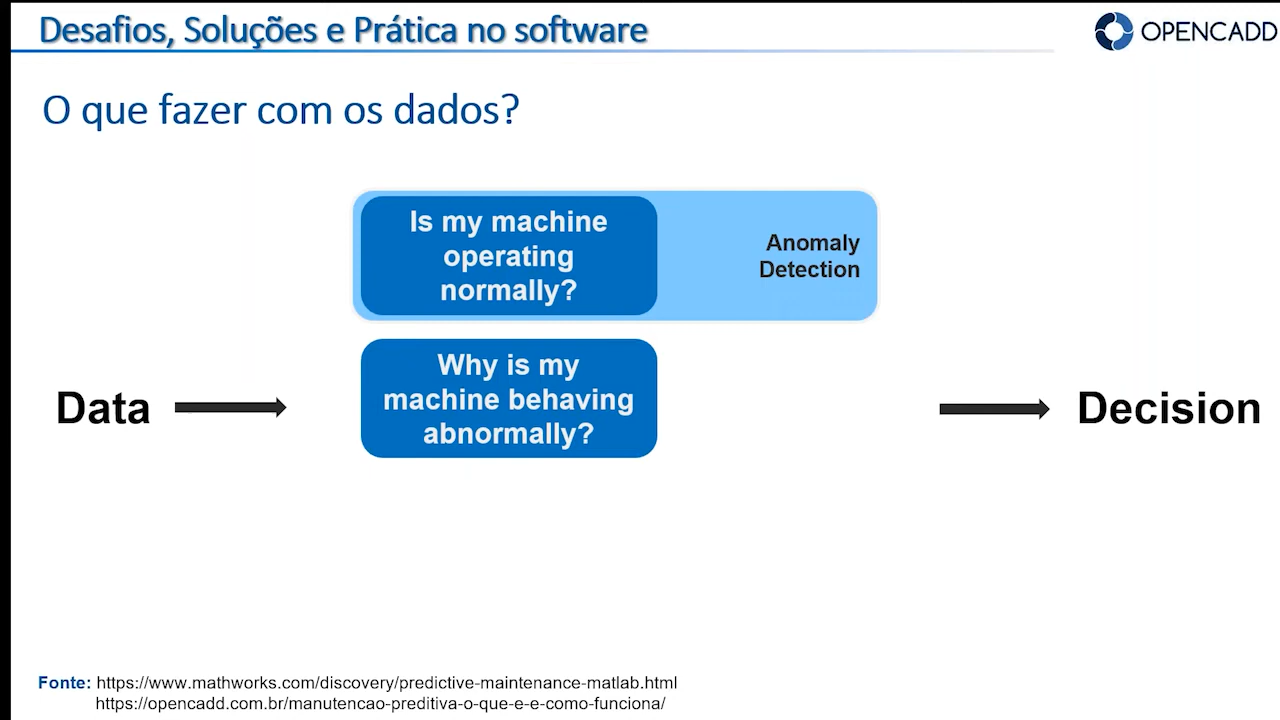 Desafios, Soluções e Prática no software
OPENCADD
O que fazer com os dados?
Is my machine
operating
normally?
Anomaly
Detection
Why is my
machine behaving
abnormally?
Data
Decision
Fonte: https://www.mathworks.com/discovery/predictive-maintenance-matlab.html
https://opencadd.com.br/manutencao-preditiva-o-que-e-e-como-funciona/